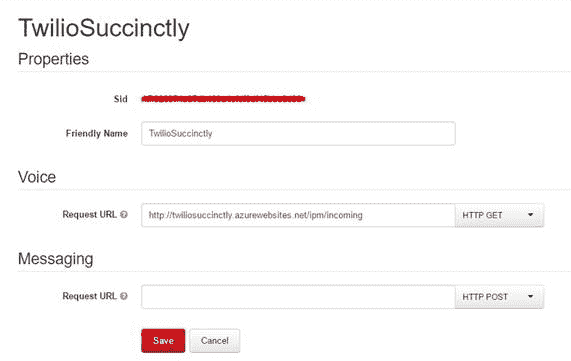 TwilioSuccinctly
Properties
Sid
Friendly Name TwilioSuccinctly
Voice
Request URL http://twiliosuccinctly.azurewebsites.net/ipm/incoming HTTP GET
Messaging
Request URL HTTP POST
Save Cancel